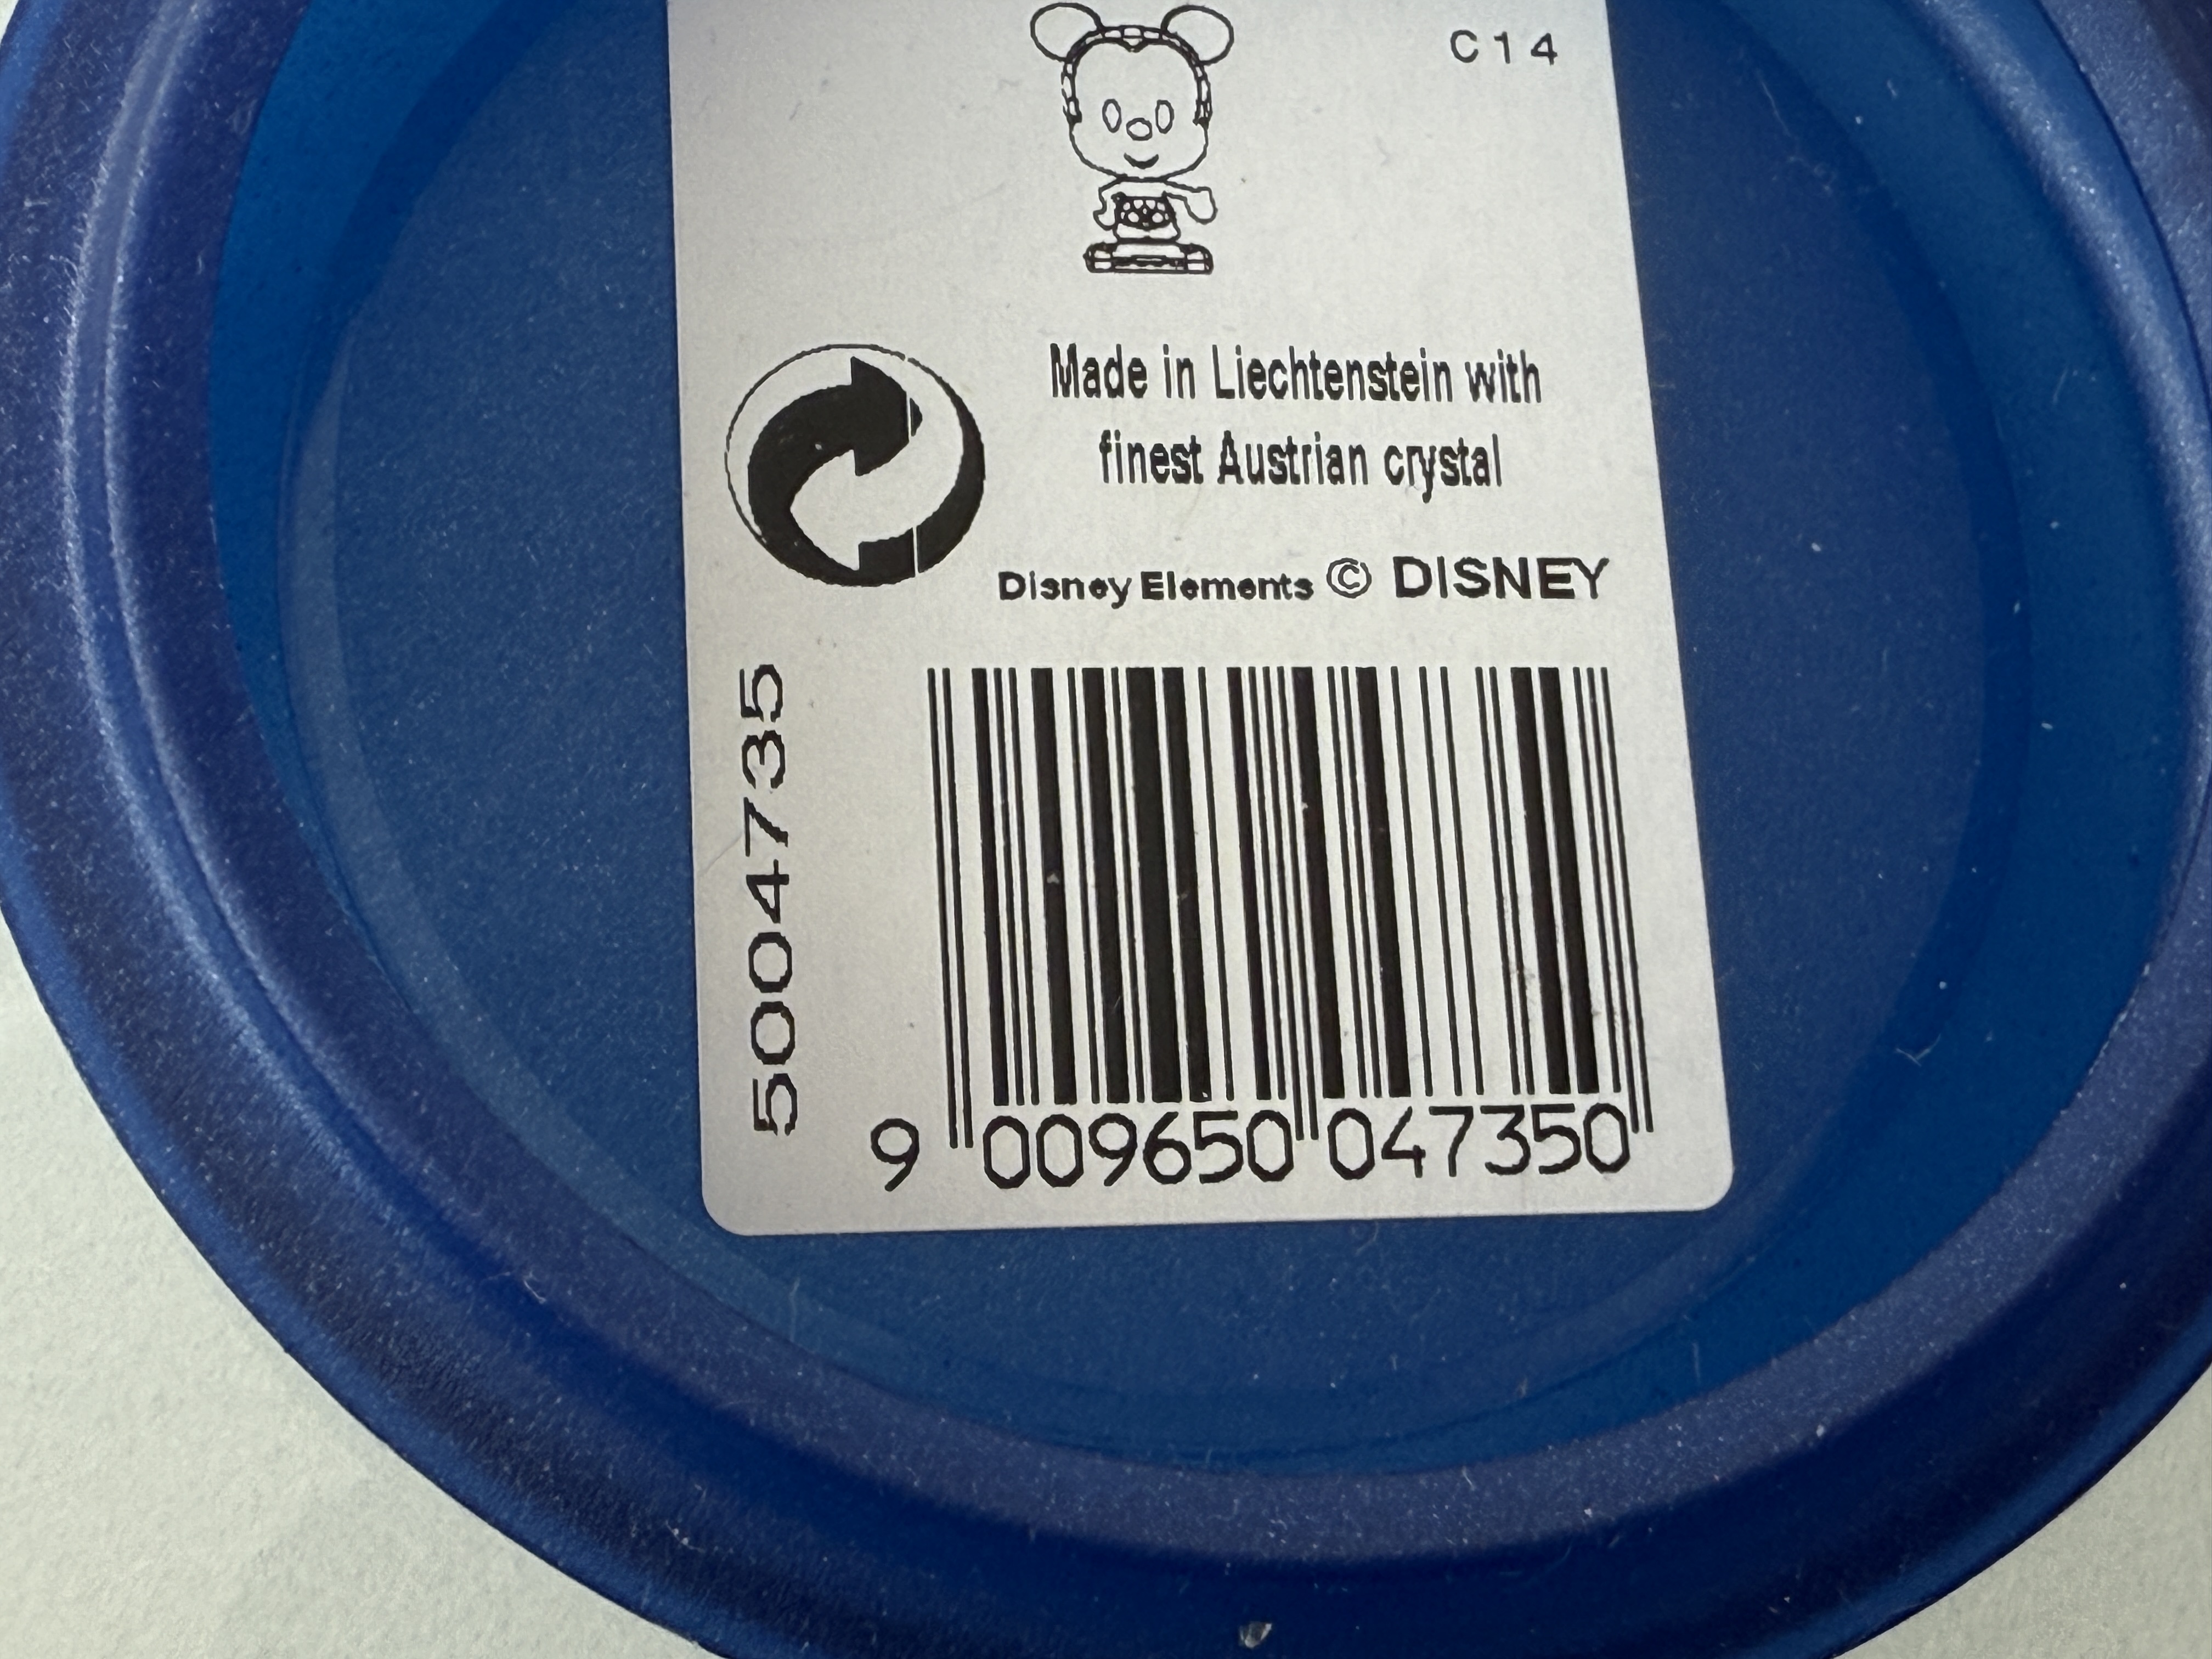 C14
Made in Liechtenstein with
finest Austrian crystal
Disney Elements © DISNEY
5004735
9 009650 047350